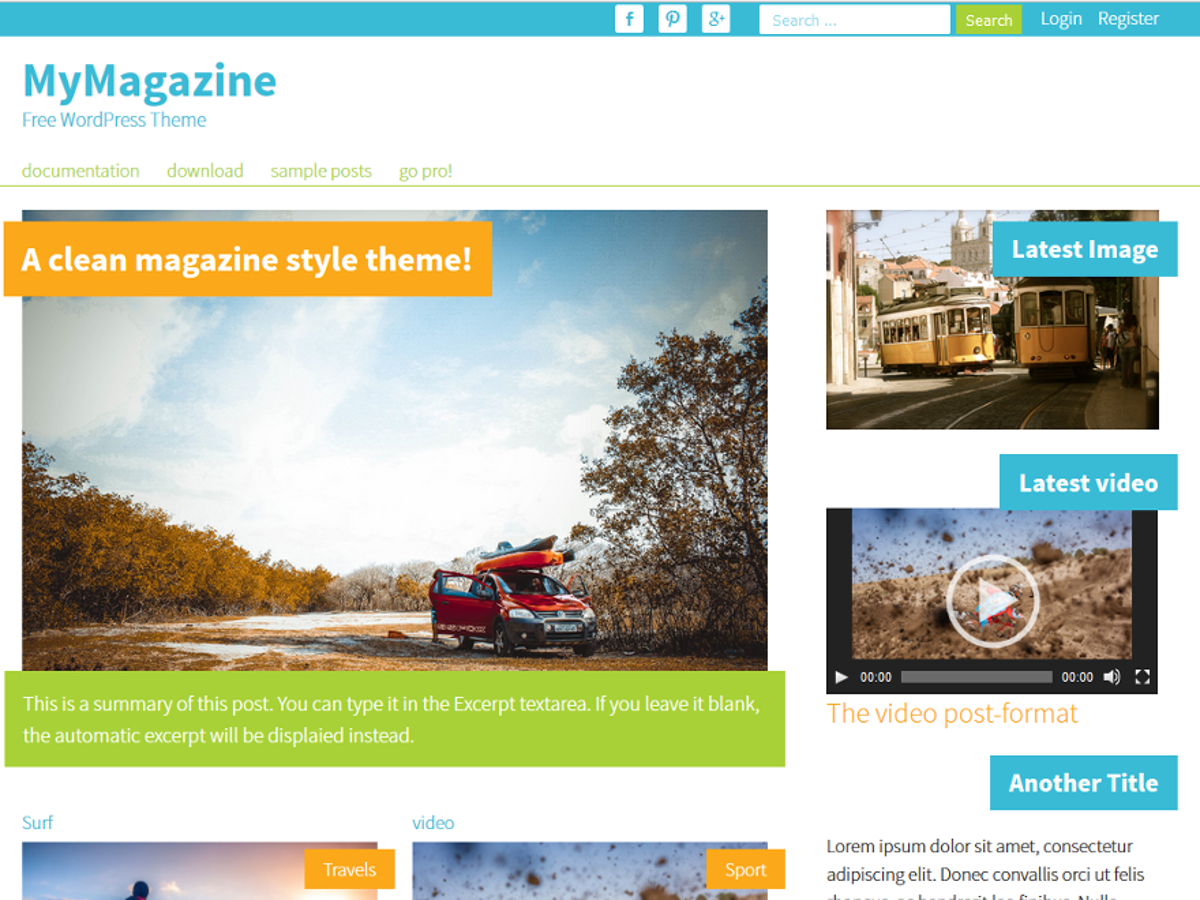 Search ...
Search
Login
Register
MyMagazine
Free WordPress Theme
documentation
download
sample posts
go pro!
A clean magazine style theme!
This is a summary of this post. You can type it in the Excerpt textarea. If you leave it blank,
the automatic excerpt will be displaied instead.
Surf
Travels
video
Sport
Latest Image
Latest video
00:00
00:00
The video post-format
Another Title
Lorem ipsum dolor sit amet, consectetur
adipiscing elit. Donec convallis orci ut felis